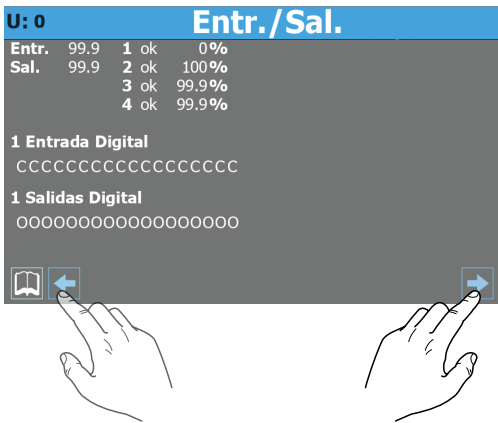 U: 0 Entr./Sal.
Entr. 99.9 1 ok 0%
Sal. 99.9 2 ok 100%
3 ok 99.9%
4 ok 99.9%
1 Entrada Digital
CCCCCCCCCCCCCCCCCC
1 Salidas Digital
OOOOOOOOOOOOOOOOOO